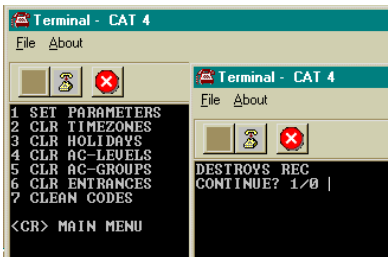 Terminal - CAT 4
File About
1 SET PARAMETERS
2 CLR TIMEZONES
3 CLR HOLIDAYS
4 CLR AC-LEVELS
5 CLR AC-GROUPS
6 CLR ENTRANCES
7 CLEAN CODES
<CR> MAIN MENU
Terminal - CAT 4
File About
DESTROYS REC
CONTINUE? 1/0